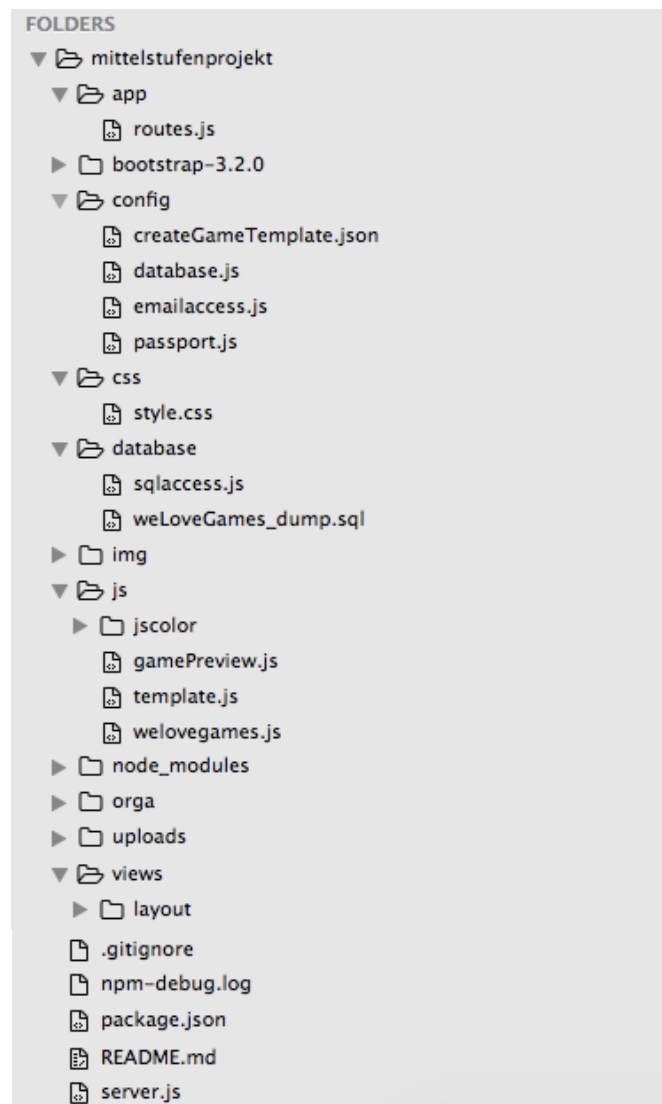 FOLDERS
mittelstufenprojekt
app
routes.js
bootstrap-3.2.0
config
createGameTemplate.json
database.js
emailaccess.js
passport.js
css
style.css
database
sqlaccess.js
weLoveGames_dump.sql
img
js
jscolor
gamePreview.js
template.js
welovegames.js
node_modules
orga
uploads
views
layout
.gitignore
npm-debug.log
package.json
README.md
server.js